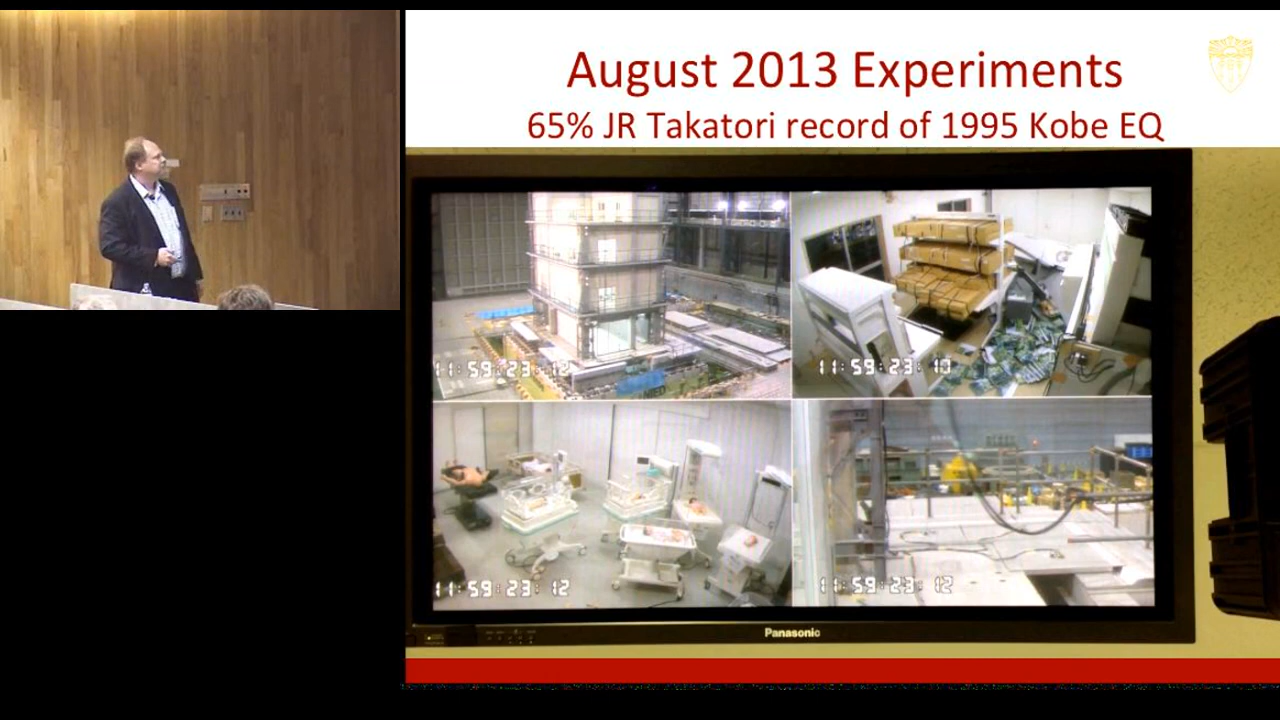 August 2013 Experiments
65% JR Takatori record of 1995 Kobe EQ
11:59:23:12
11:59:23:10
11:59:23:12
11:59:23:12
Panasonic